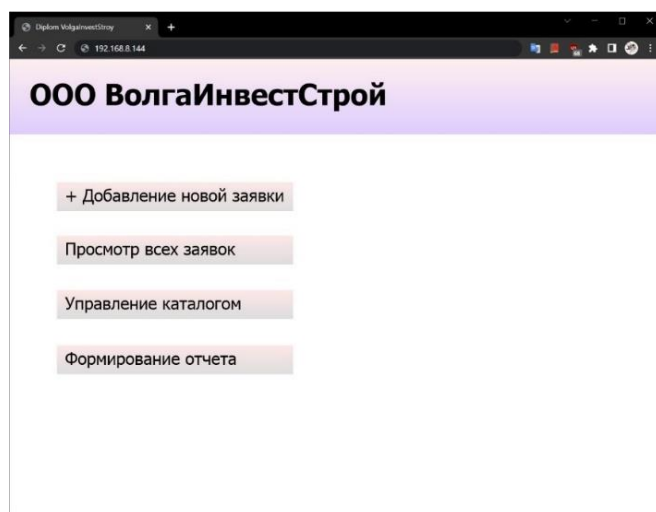 Diplom VolgainvestStroy
192.168.8.144
ООО ВолгаИнвестСтрой
+ Добавление новой заявки
Просмотр всех заявок
Управление каталогом
Формирование отчета